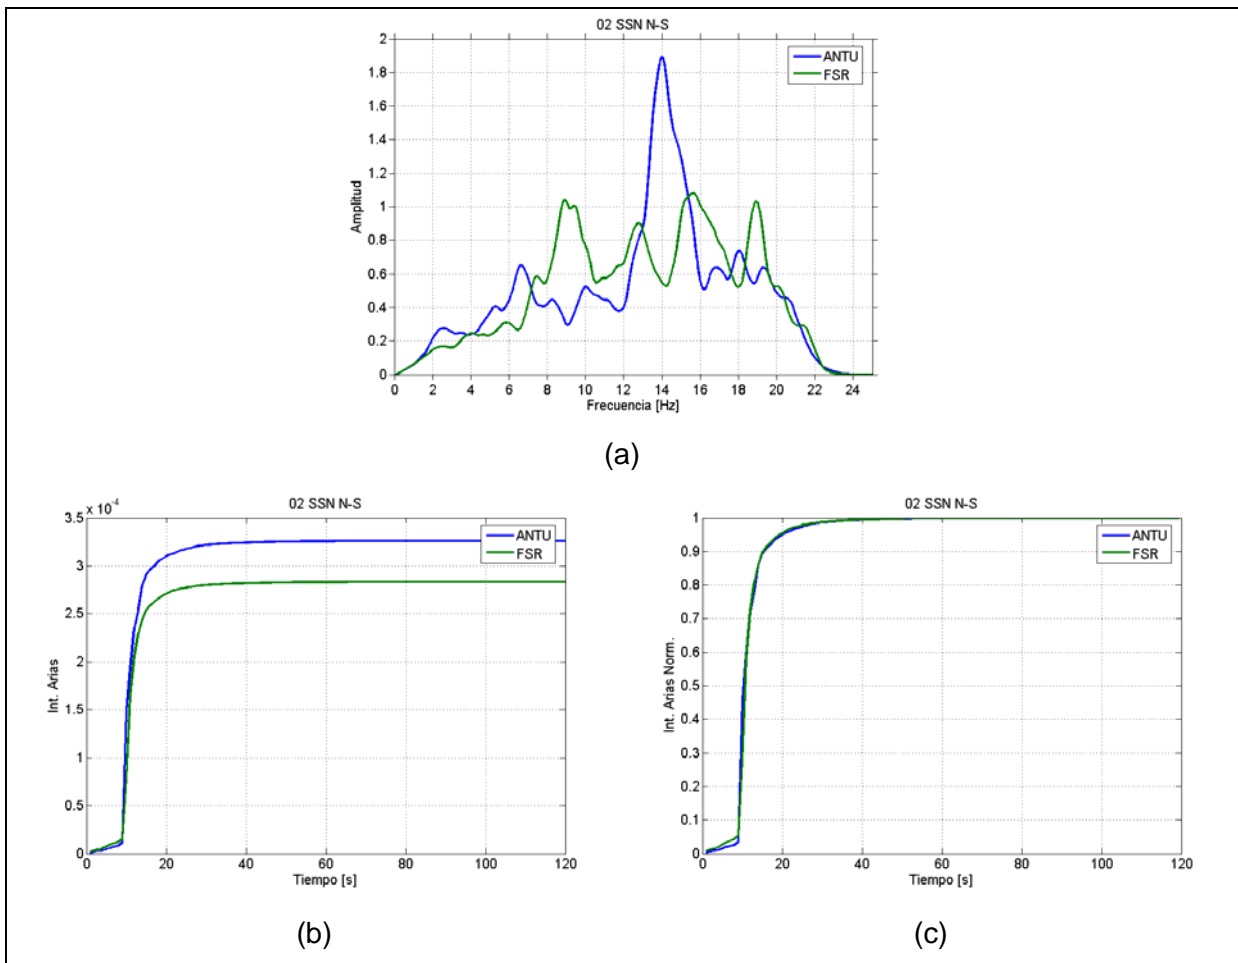 02 SSN N-S
2
1.8
1.6
1.4
1.2
1
0.8
0.6
0.4
0.2
0
Amplitud
ANTU
FSR
0 2 4 6 8 10 12 14 16 18 20 22 24
Frecuencia [Hz]
(a)
02 SSN N-S
x 10-4
3.5
3
2.5
2
1.5
1
0.5
0
Int. Arias
ANTU
FSR
0 20 40 60 80 100 120
Tiempo [s]
(b)
02 SSN N-S
1
0.9
0.8
0.7
0.6
0.5
0.4
0.3
0.2
0.1
0
Int. Arias Norm.
ANTU
FSR
0 20 40 60 80 100 120
Tiempo [s]
(c)